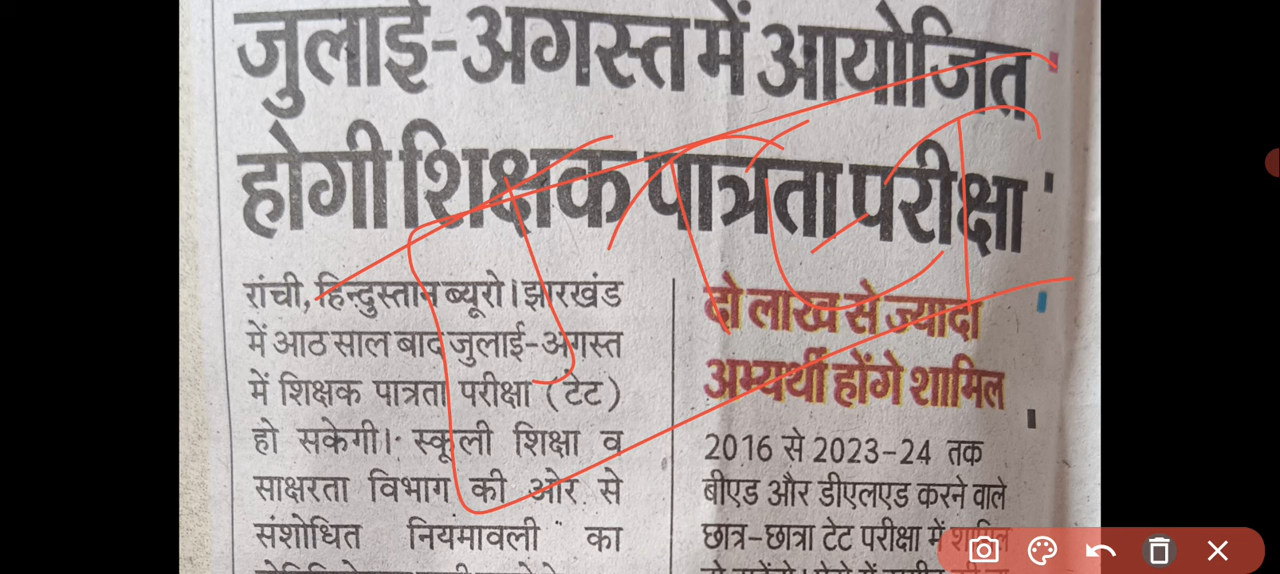 जुलाई-अगस्त में आयोजित
होगी शिक्षक पात्रता परीक्षा
रांची, हिन्दुस्तान ब्यूरो। झारखंड
में आठ साल बाद जुलाई-अगस्त
में शिक्षक पात्रता परीक्षा (टेट)
हो सकेगी। स्कूली शिक्षा व
साक्षरता विभाग की ओर से
संशोधित नियमावली का
दो लाख से ज्यादा
अभ्यर्थी होंगे शामिल
2016 से 2023-24 तक
बीएड और डीएलएड करने वाले
छात्र-छात्रा टेट परीक्षा में शामिल